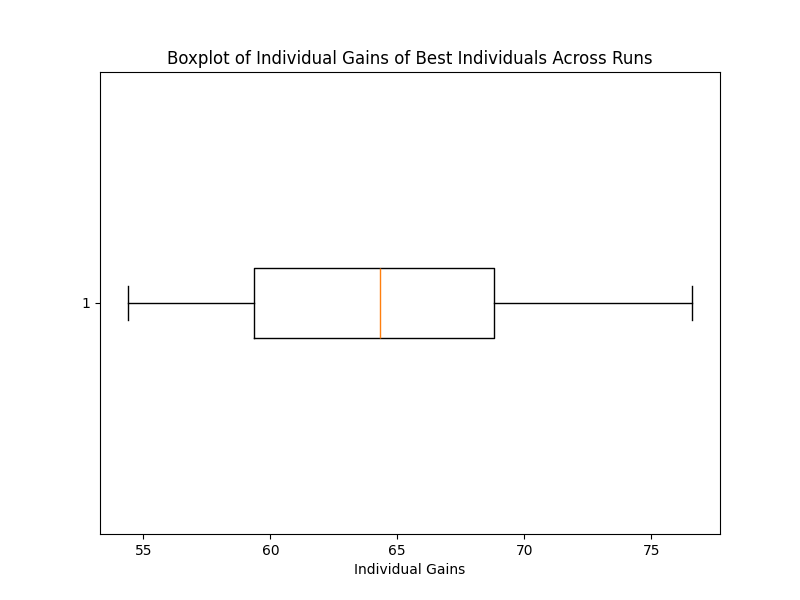 Boxplot of Individual Gains of Best Individuals Across Runs
1
55 60 65 70 75
Individual Gains